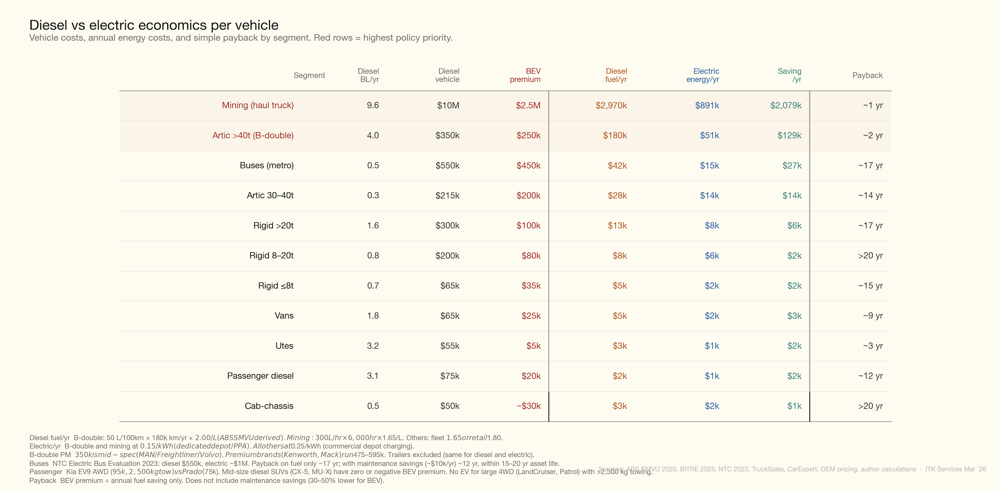 Diesel vs electric economics per vehicle
Vehicle costs, annual energy costs, and simple payback by segment. Red rows = highest policy priority.
Segment Diesel BL/yr Diesel vehicle BEV premium Diesel fuel/yr Electric energy/yr Saving /yr Payback
Mining (haul truck) 9.6 $10M $2.5M $2,970k $891k $2,079k ~1 yr
Artic >40t (B-double) 4.0 $350k $250k $180k $51k $129k ~2 yr
Buses (metro) 0.5 $550k $450k $42k $15k $27k ~17 yr
Artic 30–40t 0.3 $215k $200k $28k $14k $14k ~14 yr
Rigid >20t 1.6 $300k $100k $13k $8k $6k ~17 yr
Rigid 8–20t 0.8 $200k $80k $8k $6k $2k >20 yr
Rigid ≤8t 0.7 $65k $35k $5k $2k $2k ~15 yr
Vans 1.8 $65k $25k $5k $2k $3k ~9 yr
Utes 3.2 $55k $5k $3k $1k $2k ~3 yr
Passenger diesel 3.1 $75k $20k $2k $1k $2k ~12 yr
Cab-chassis 0.5 $50k ~$30k $3k $2k $1k >20 yr
Diesel fuel/yr B-double: 50 L/100km × 180k km/yr × 2.00/L(ABSSMVUderived).Mining:300L/hr×6,000hr×1.65/L. Others: fleet 1.65orretail1.80.
Electric/yr B-double and mining at 0.15/kWh(dedicateddepot/PPA).Allothersat0.25/kWh (commercial depot charging).
B-double PM 350kismid−spec(MAN/Freightliner/Volvo).Premiumbrands(Kenworth,Mack)run475–595k. Trailers excluded (same for diesel and electric).
Buses NTC Electric Bus Evaluation 2023: diesel $550k, electric ~$1M. Payback on fuel only ~17 yr; with maintenance savings (~$10k/yr) ~12 yr, within 15–20 yr asset life.
Passenger Kia EV9 AWD (95k,2,500kgtow)vsPrado(75k). Mid-size diesel SUVs (CX-5, MU-X) have zero or negative BEV premium. No EV for large 4WD (LandCruiser, Patrol) with >2,500 kg towing.
Sources: ABS SMVU 2020, BITRE 2025, NTC 2023, TruckSales, CarExpert, OEM pricing, author calculations · ITK Services Mar '26
Payback BEV premium ÷ annual fuel saving only. Does not include maintenance savings (30–50% lower for BEV).